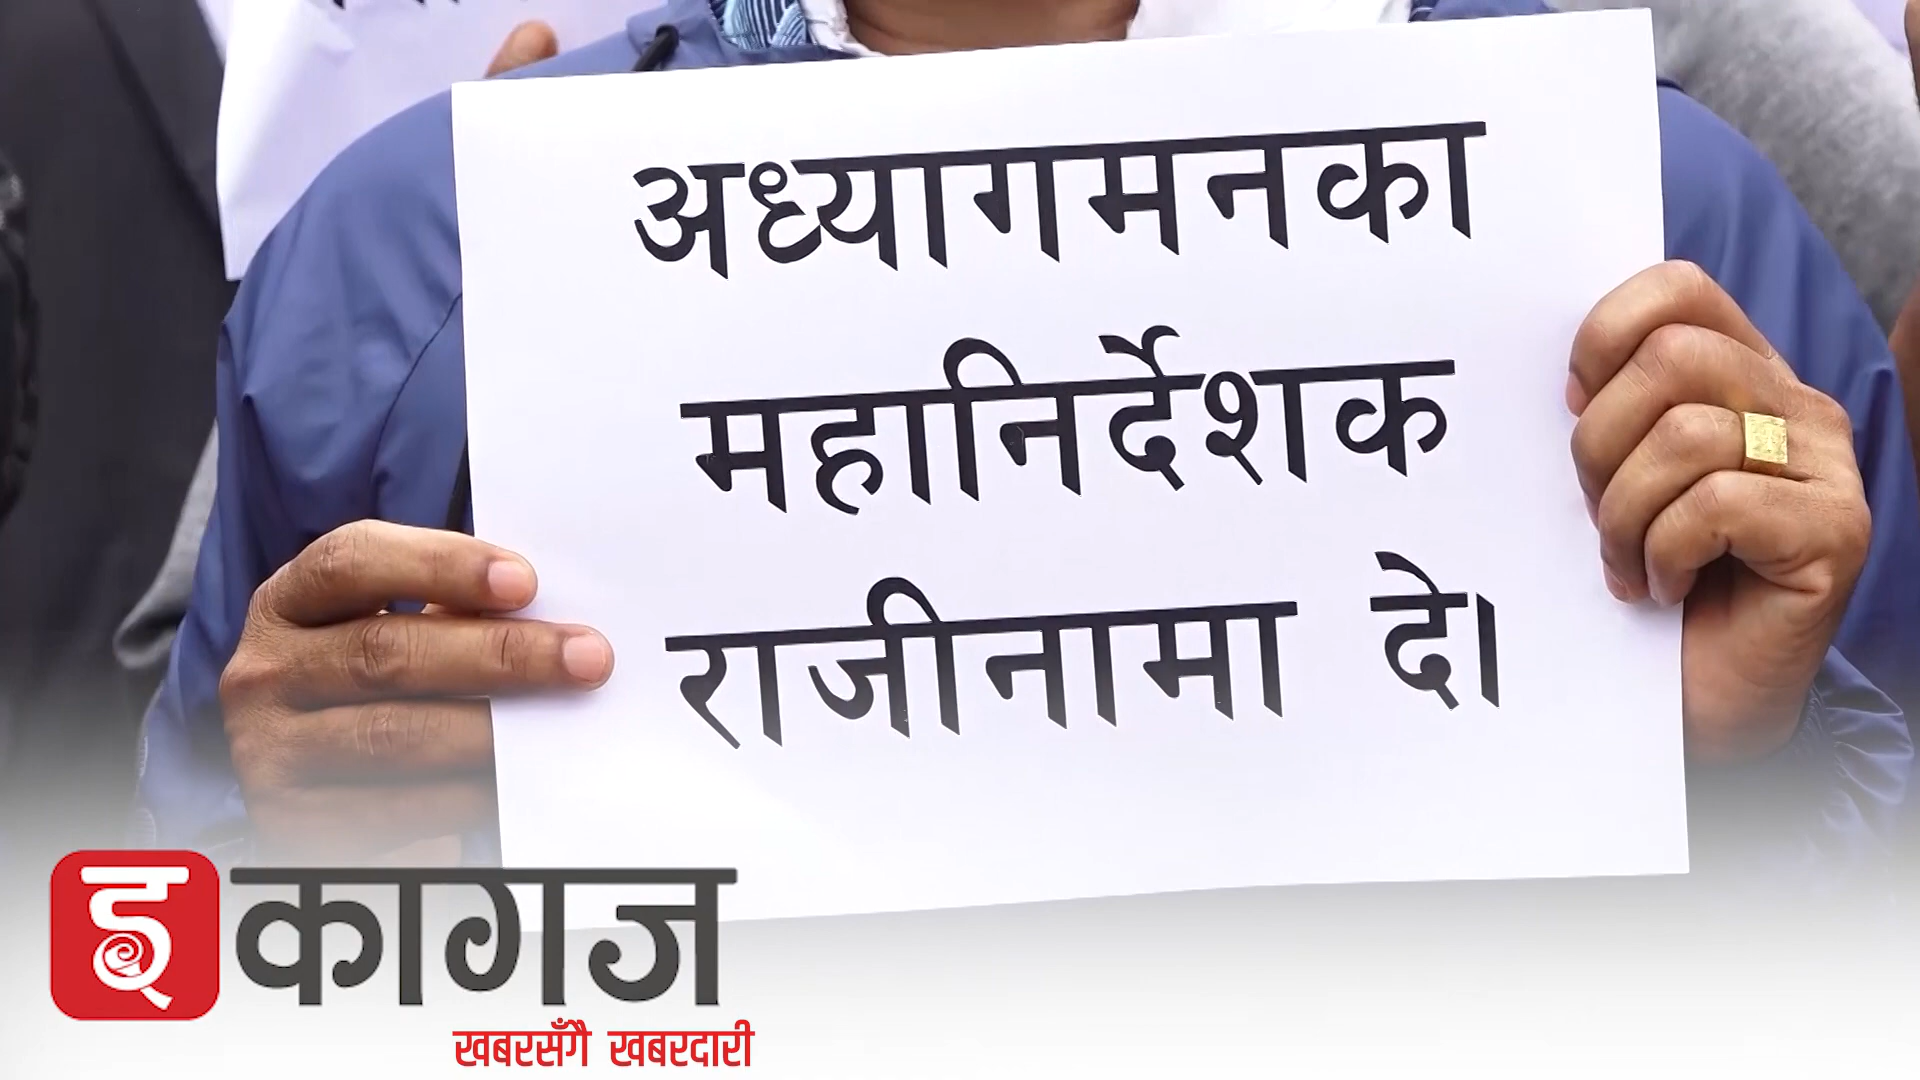 अध्यागमनका
महानिर्देशक
राजीनामा दे।
इकागज
खबरसँगै खबरदारी